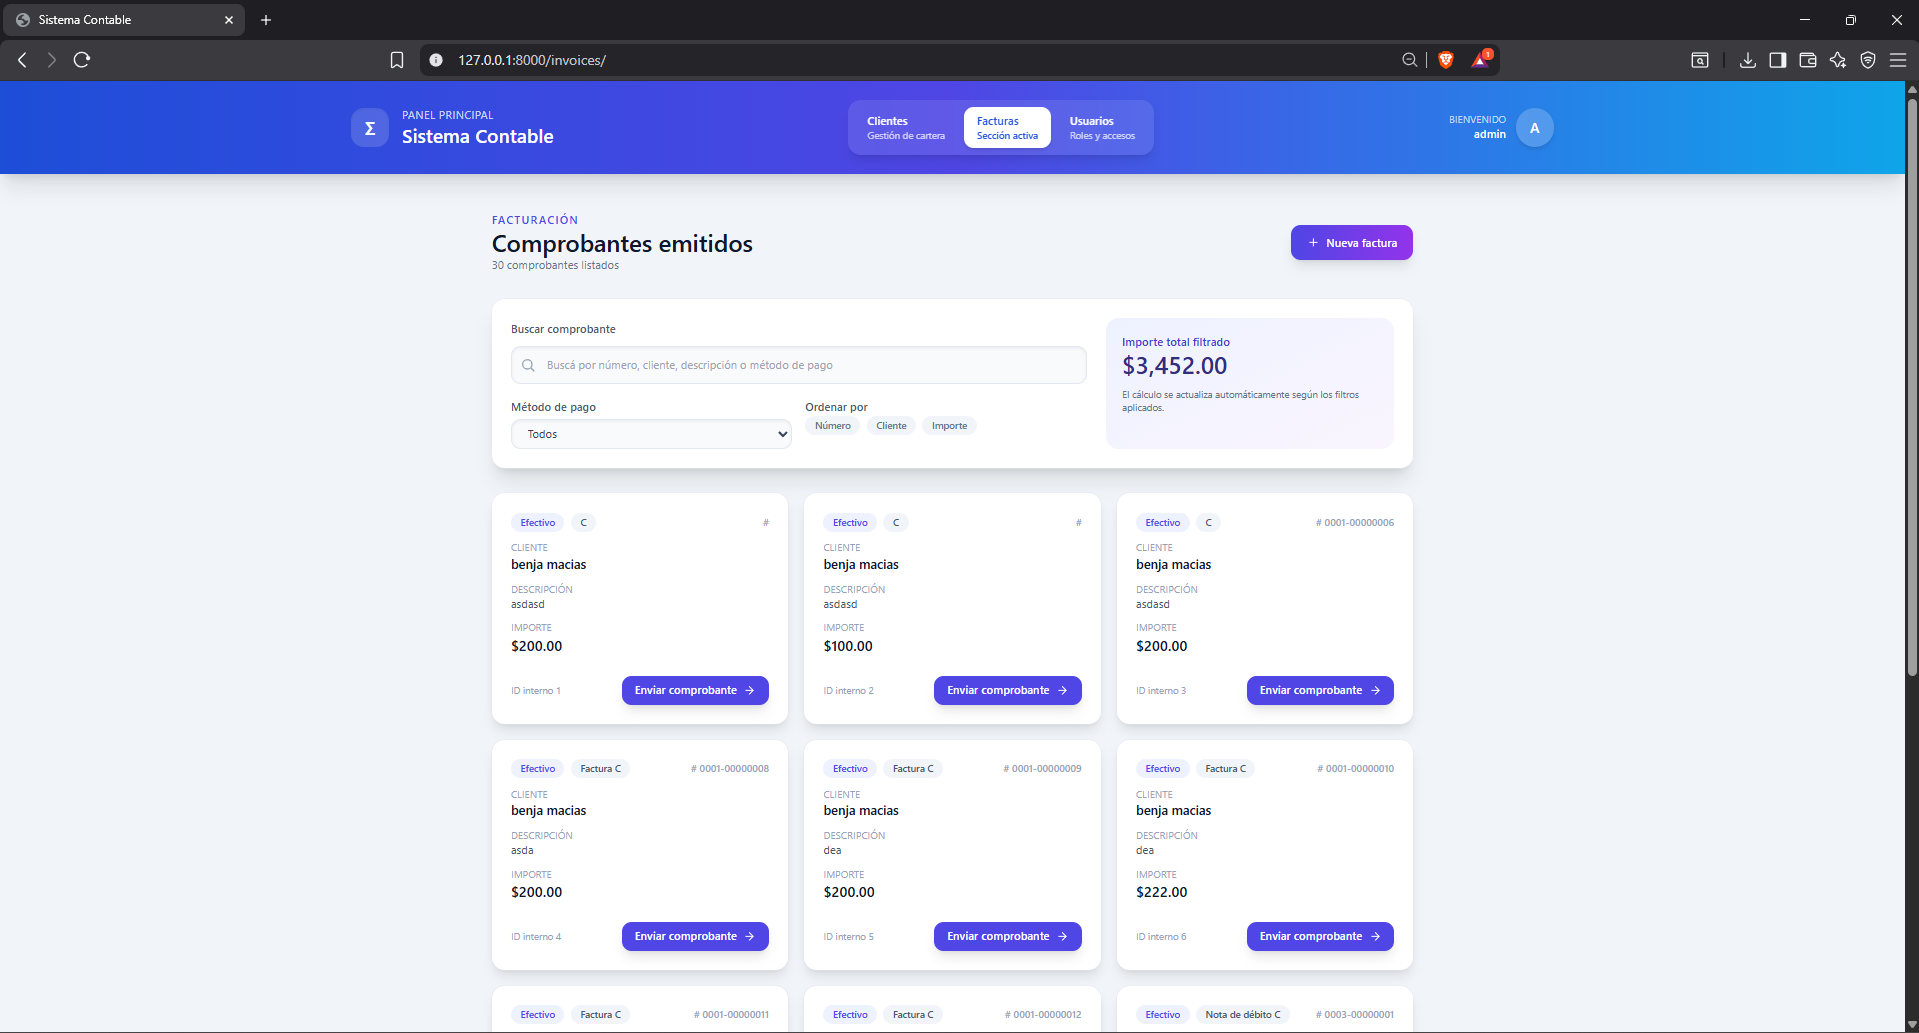 Sistema Contable
127.0.0.1:8000/invoices/
1
Σ
PANEL PRINCIPAL
Sistema Contable
Clientes
Gestión de cartera
Facturas
Sección activa
Usuarios
Roles y accesos
BIENVENIDO
admin
A
FACTURACIÓN
Comprobantes emitidos
30 comprobantes listados
+ Nueva factura
Buscar comprobante
Buscá por número, cliente, descripción o método de pago
Método de pago
Todos
Ordenar por
Número Cliente Importe
Importe total filtrado
$3,452.00
El cálculo se actualiza automáticamente según los filtros
aplicados.
Efectivo C #
CLIENTE
benja macias
DESCRIPCIÓN
asdasd
IMPORTE
$200.00
ID interno 1 Enviar comprobante →
Efectivo C #
CLIENTE
benja macias
DESCRIPCIÓN
asdasd
IMPORTE
$100.00
ID interno 2 Enviar comprobante →
Efectivo C # 0001-00000006
CLIENTE
benja macias
DESCRIPCIÓN
asdasd
IMPORTE
$200.00
ID interno 3 Enviar comprobante →
Efectivo Factura C # 0001-00000008
CLIENTE
benja macias
DESCRIPCIÓN
asda
IMPORTE
$200.00
ID interno 4 Enviar comprobante →
Efectivo Factura C # 0001-00000009
CLIENTE
benja macias
DESCRIPCIÓN
dea
IMPORTE
$200.00
ID interno 5 Enviar comprobante →
Efectivo Factura C # 0001-00000010
CLIENTE
benja macias
DESCRIPCIÓN
dea
IMPORTE
$222.00
ID interno 6 Enviar comprobante →
Efectivo Factura C # 0001-00000011
Efectivo Factura C # 0001-00000012
Efectivo Nota de débito C # 0003-00000001